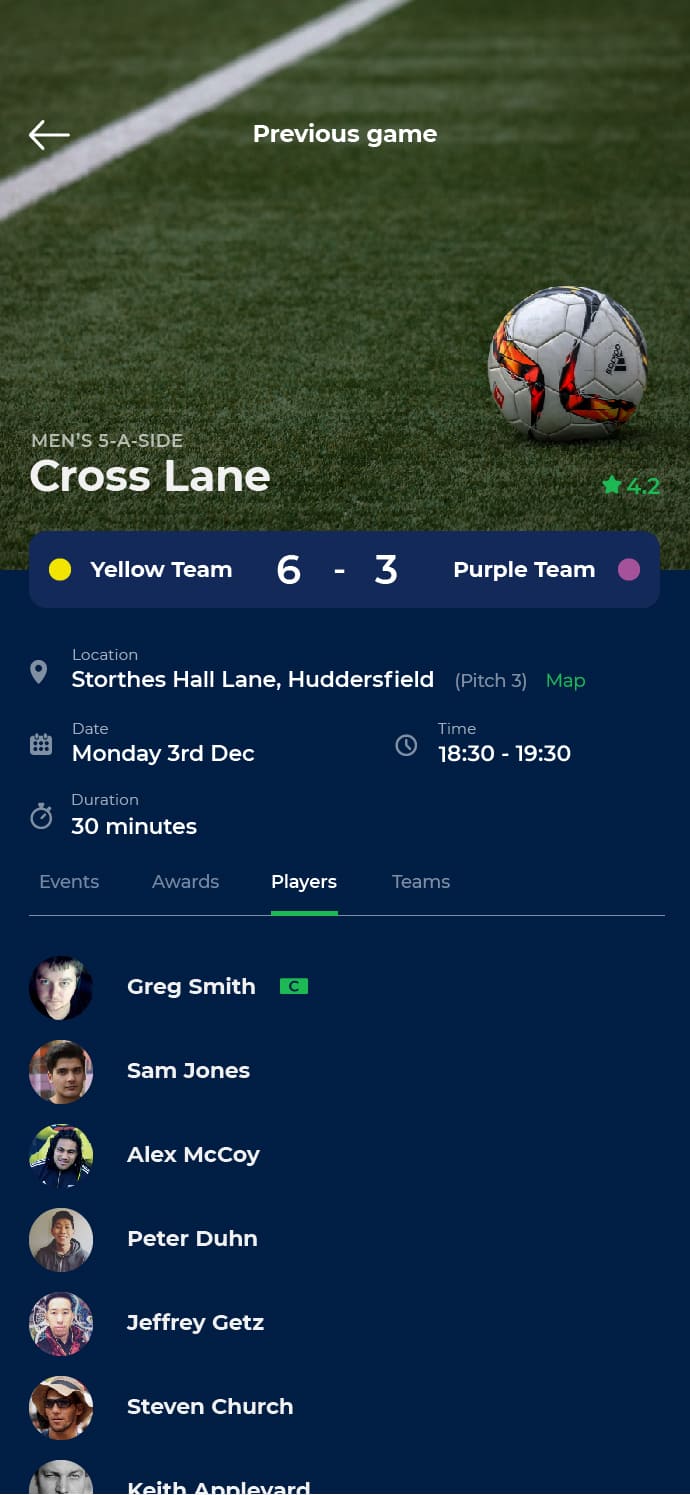 Previous game
MEN'S 5-A-SIDE
Cross Lane
4.2
Yellow Team 6 - 3 Purple Team
Location
Storthes Hall Lane, Huddersfield (Pitch 3) Map
Date Time
Monday 3rd Dec 18:30 - 19:30
Duration
30 minutes
Events Awards Players Teams
Greg Smith C
Sam Jones
Alex McCoy
Peter Duhn
Jeffrey Getz
Steven Church
Keith Appleyard